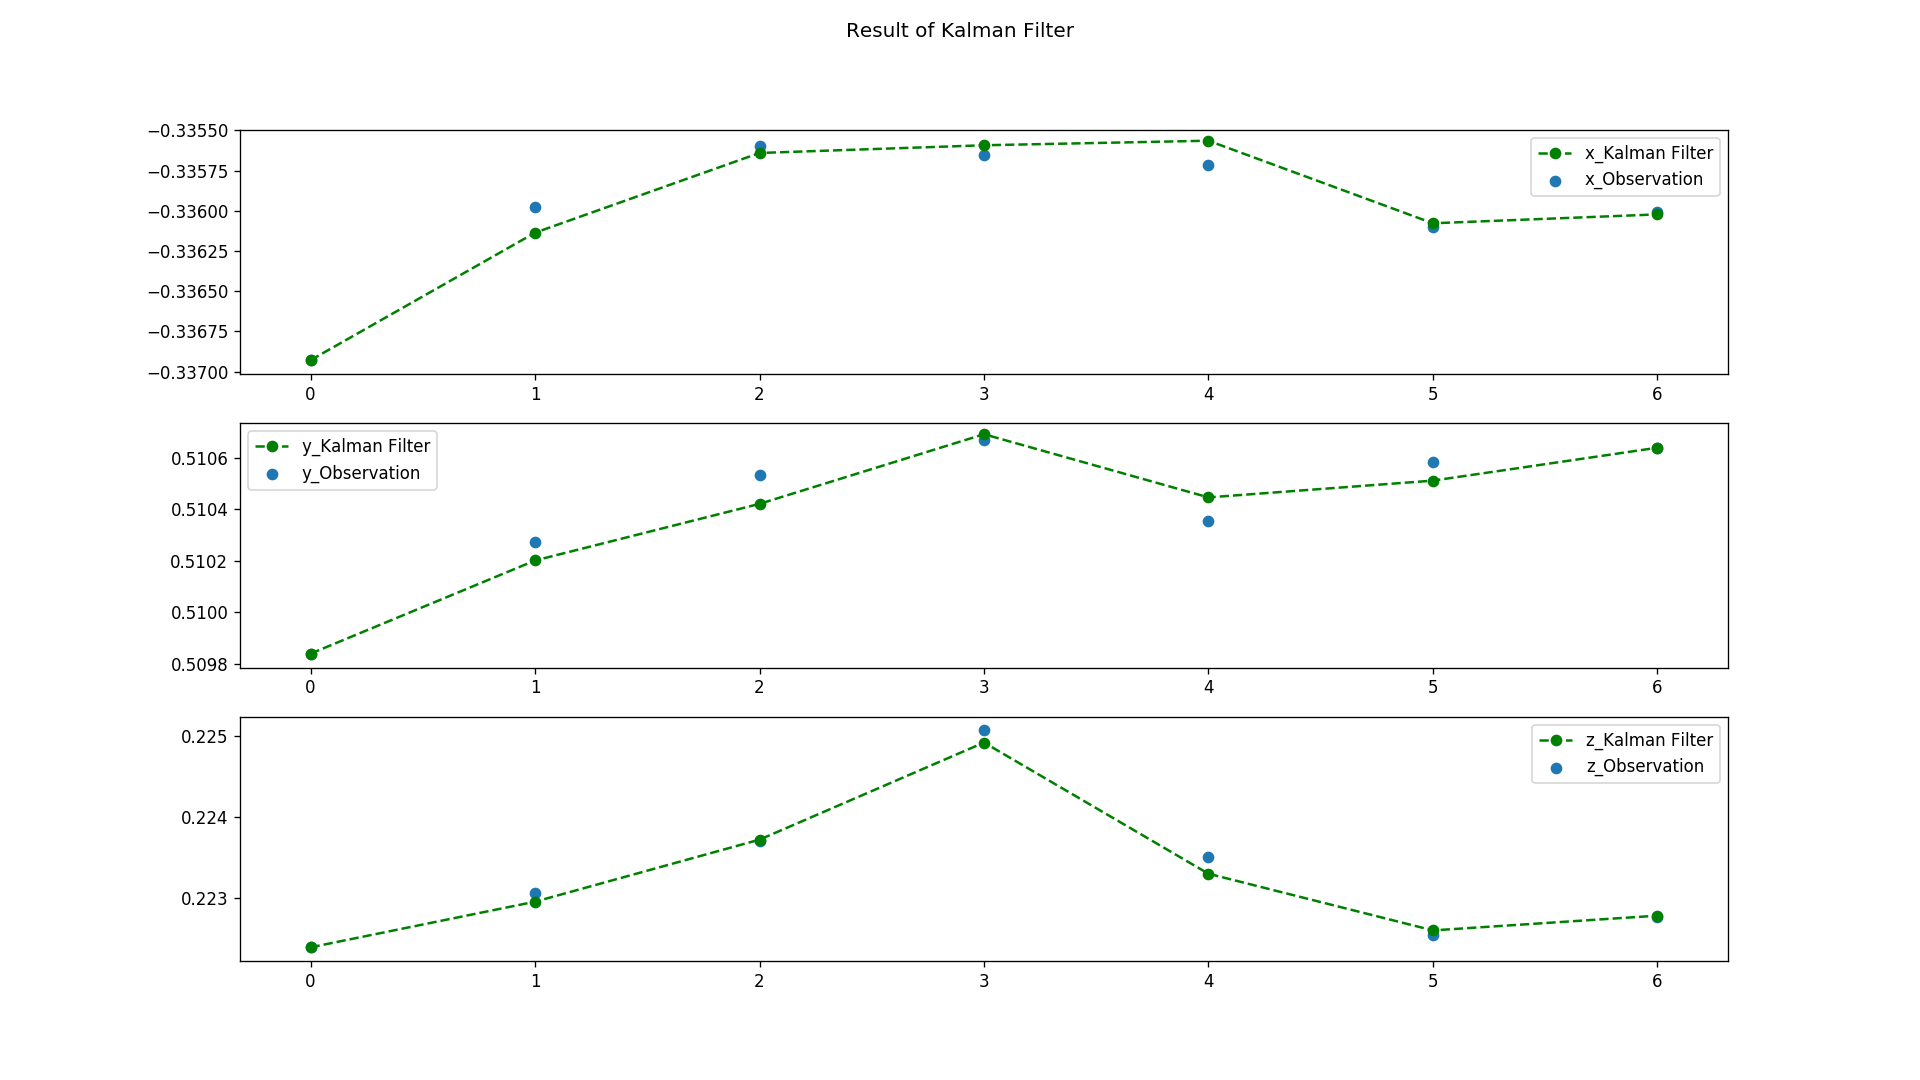 Result of Kalman Filter
−0.33550
−0.33575
−0.33600
−0.33625
−0.33650
−0.33675
−0.33700
x_Kalman Filter
x_Observation
0 1 2 3 4 5 6
y_Kalman Filter
y_Observation
0.5106
0.5104
0.5102
0.5100
0.5098
0 1 2 3 4 5 6
0.225
0.224
0.223
z_Kalman Filter
z_Observation
0 1 2 3 4 5 6